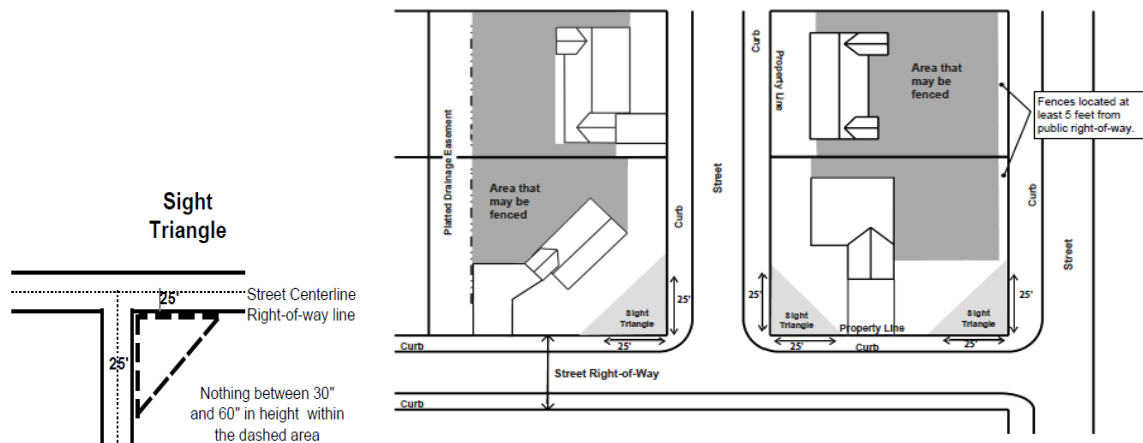 Sight
Triangle
25'
Street Centerline
Right-of-way line
25'
Nothing between 30"
and 60" in height within
the dashed area
Platted Drainage Easement
Area that
may be
fenced
Curb
25'
Sight
Triangle
25'
Curb
Street
Curb
Property Line
Area that
may be
fenced
Fences located at
least 5 feet from
public right-of-way.
Curb
Street
25'
Sight
Triangle
25'
Property Line
Curb
Sight
Triangle
25'
25'
Street Right-of-Way
Curb